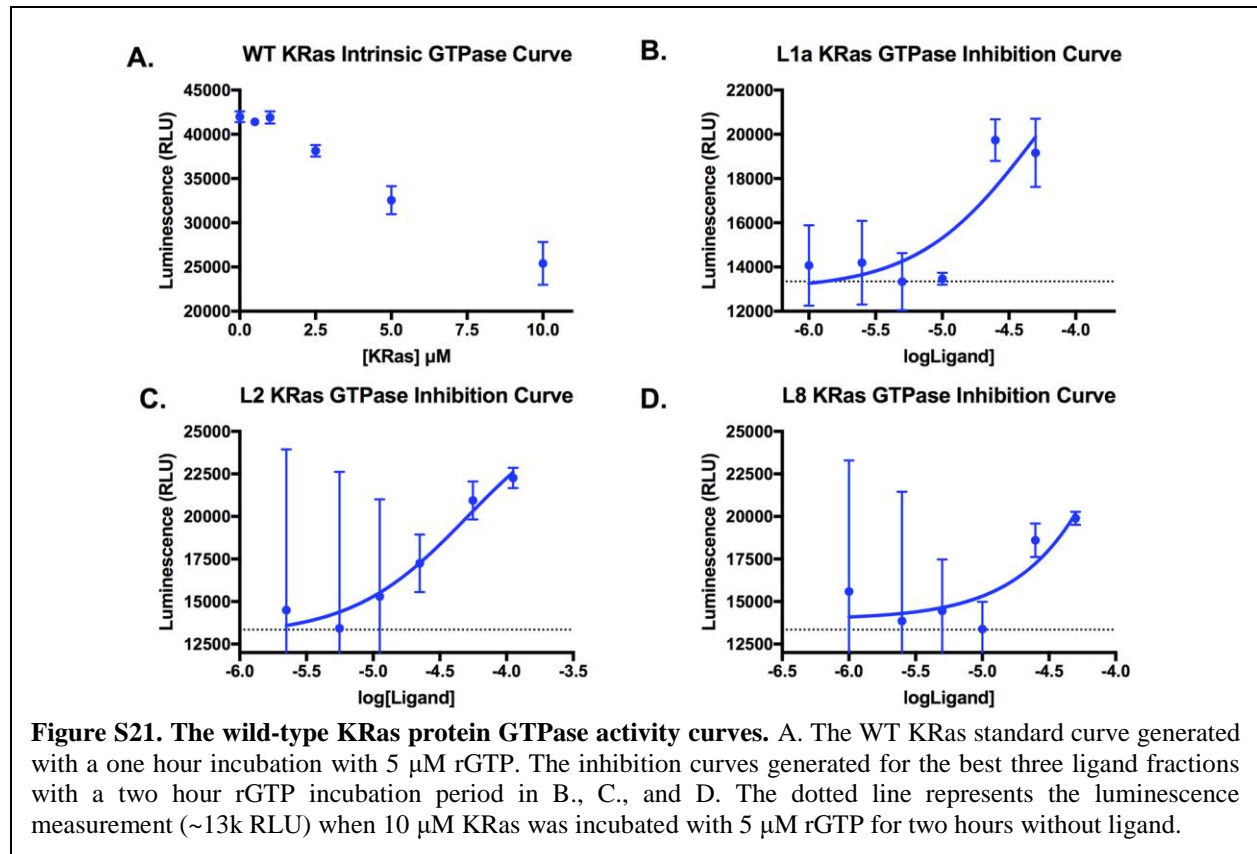 A. WT KRas Intrinsic GTPase Curve
Luminescence (RLU)
45000
40000
35000
30000
25000
20000
0.0 2.5 5.0 7.5 10.0
[KRas] µM
B. L1a KRas GTPase Inhibition Curve
Luminescence (RLU)
22000
20000
18000
16000
14000
12000
-6.0 -5.5 -5.0 -4.5 -4.0
logLigand]
C. L2 KRas GTPase Inhibition Curve
Luminescence (RLU)
25000
22500
20000
17500
15000
12500
-6.0 -5.5 -5.0 -4.5 -4.0 -3.5
log[Ligand]
D. L8 KRas GTPase Inhibition Curve
Luminescence (RLU)
25000
22500
20000
17500
15000
12500
-6.5 -6.0 -5.5 -5.0 -4.5 -4.0
logLigand]
Figure S21. The wild-type KRas protein GTPase activity curves. A. The WT KRas standard curve generated
with a one hour incubation with 5 µM rGTP. The inhibition curves generated for the best three ligand fractions
with a two hour rGTP incubation period in B., C., and D. The dotted line represents the luminescence
measurement (~13k RLU) when 10 µM KRas was incubated with 5 µM rGTP for two hours without ligand.